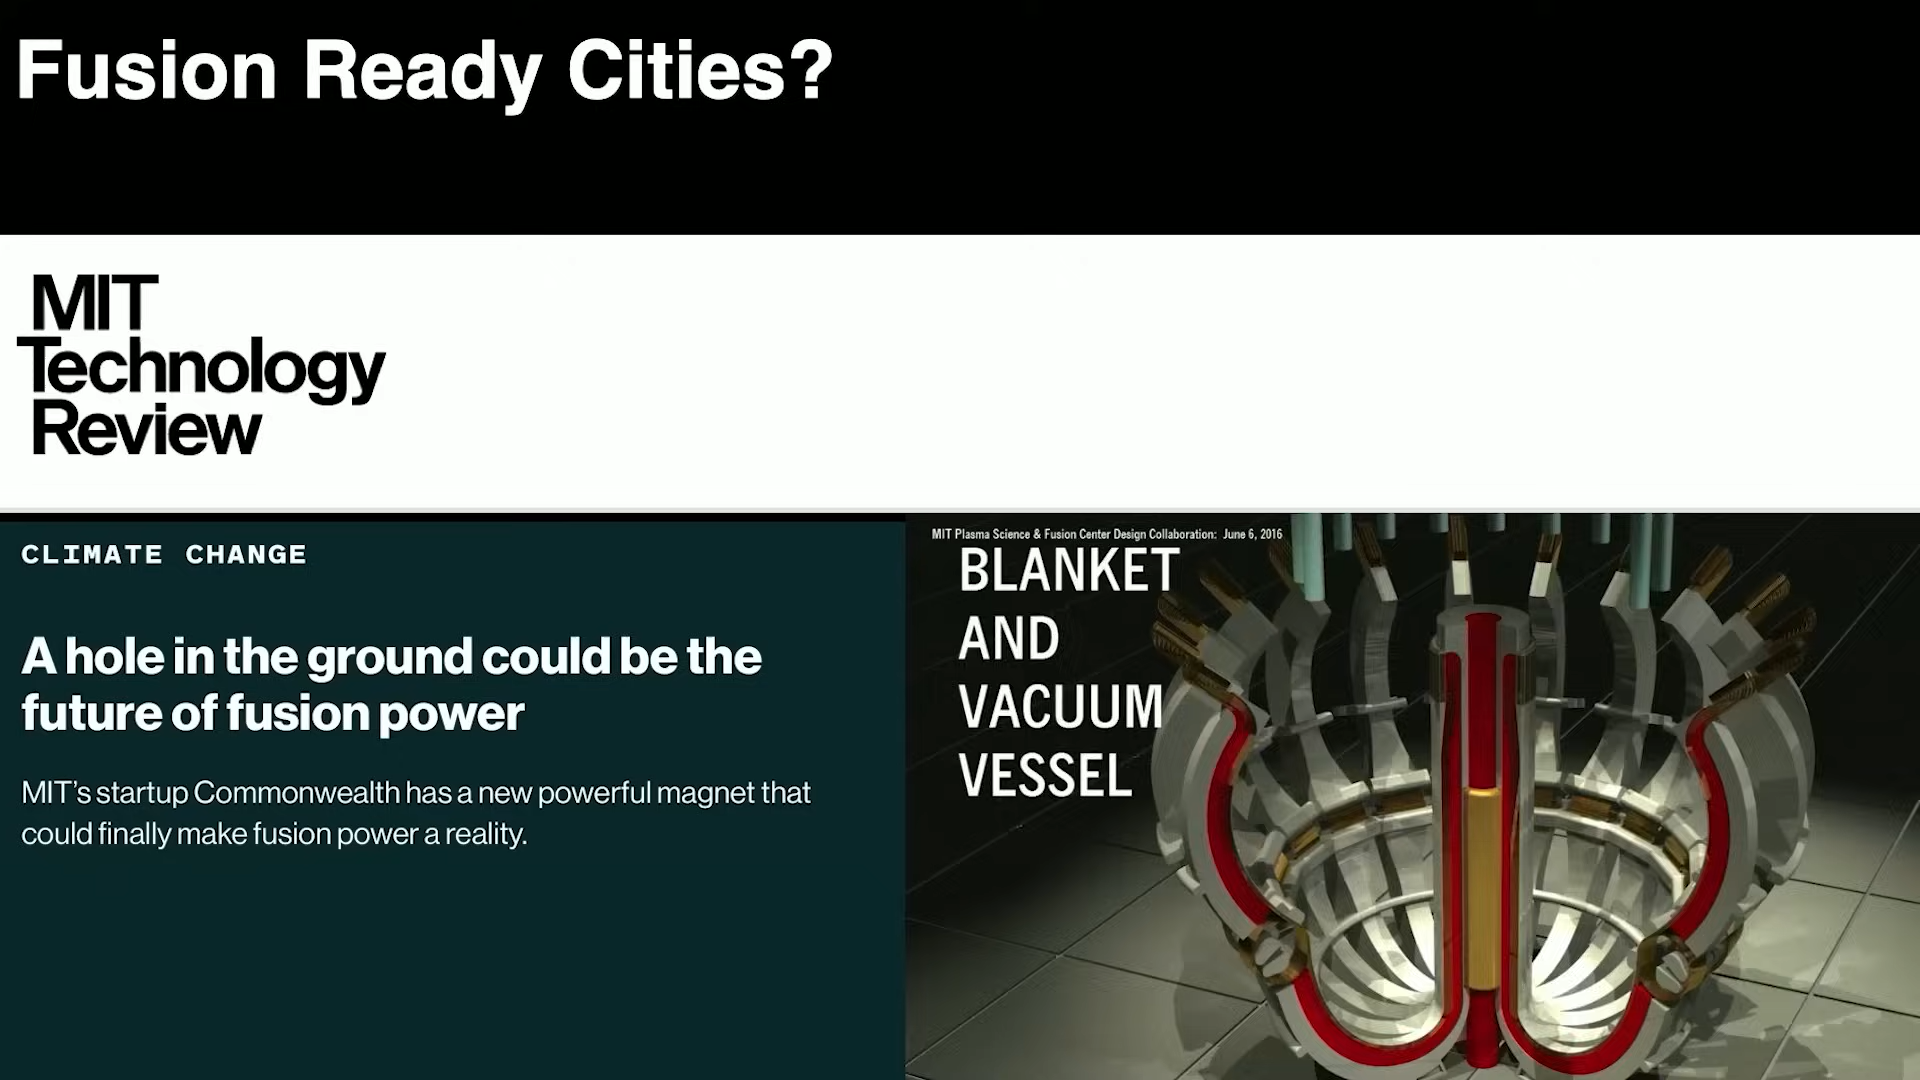 Fusion Ready Cities?
MIT
Technology
Review
CLIMATE CHANGE
A hole in the ground could be the
future of fusion power
MIT's startup Commonwealth has a new powerful magnet that
could finally make fusion power a reality.
MIT Plasma Science & Fusion Center Design Collaboration: June 6, 2016
BLANKET
AND
VACUUM
VESSEL